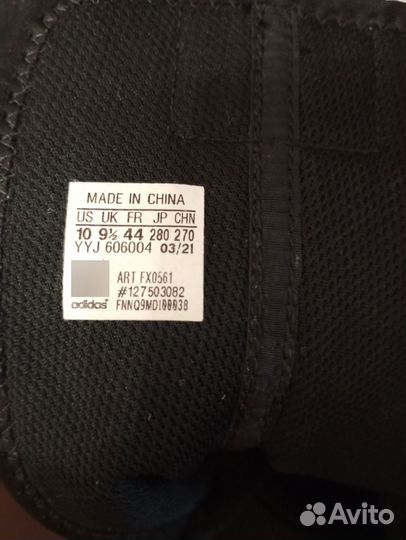 MADE IN CHINA
US UK FR JP CHN
10 9½ 44 280 270
YYJ 606004 03/21
ART FX0561
#127503082
adidas® FNNQ9MDI00038
Avito